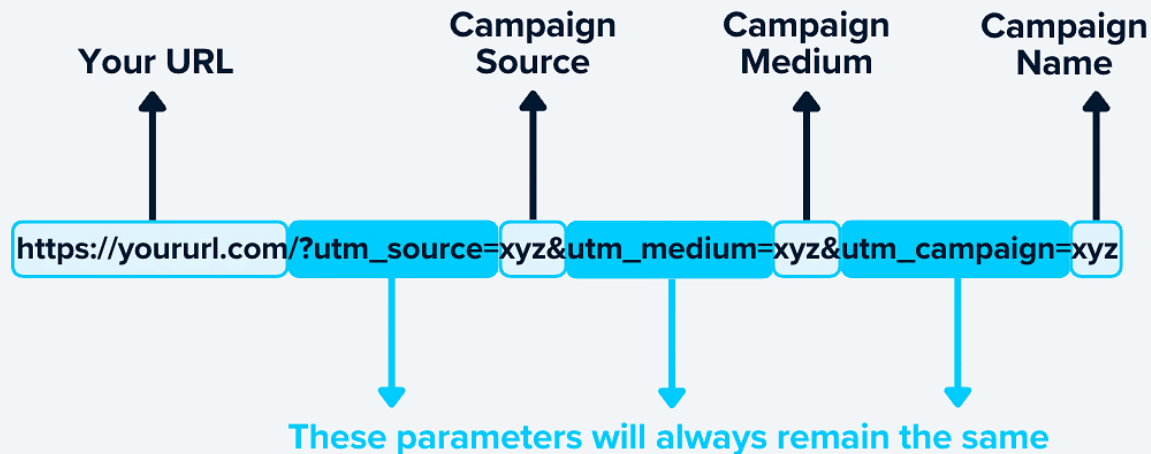 Your URL
Campaign
Source
Campaign
Medium
Campaign
Name
https://yoururl.com/?utm_source=xyz&utm_medium=xyz&utm_campaign=xyz
These parameters will always remain the same